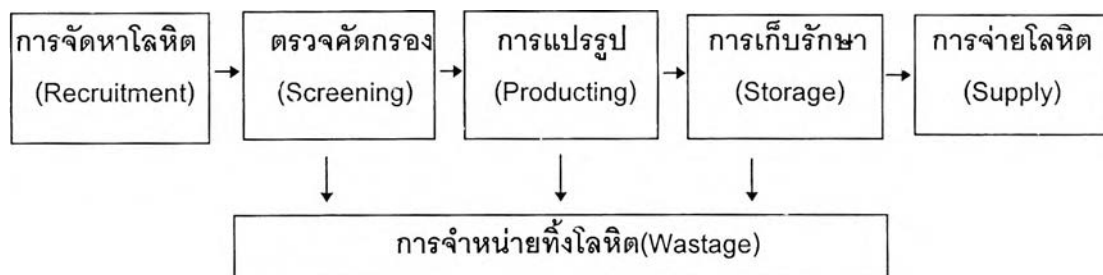 การจัดหาโลหิต
(Recruitment)
ตรวจคัดกรอง
(Screening)
การแปรรูป
(Producting)
การเก็บรักษา
(Storage)
การจ่ายโลหิต
(Supply)
การจำหน่ายทิ้งโลหิต(Wastage)